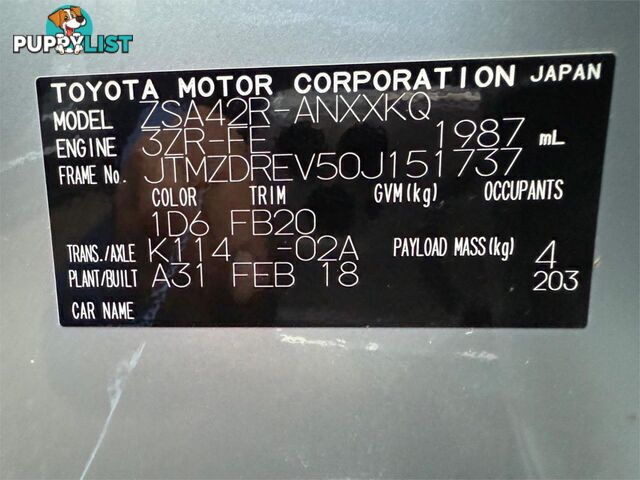 PUPPYLIST
TOYOTA MOTOR CORPORATION JAPAN
MODEL ZSA42R-ANXXKQ
ENGINE 3ZR-FE 1987 mL
FRAME No. JTMZDREV50J151737
COLOR TRIM GVM(kg) OCCUPANTS
1D6 FB20
TRANS./AXLE K114 -02A PAYLOAD MASS(kg) 4
PLANT/BUILT A31 FEB 18 203
CAR NAME